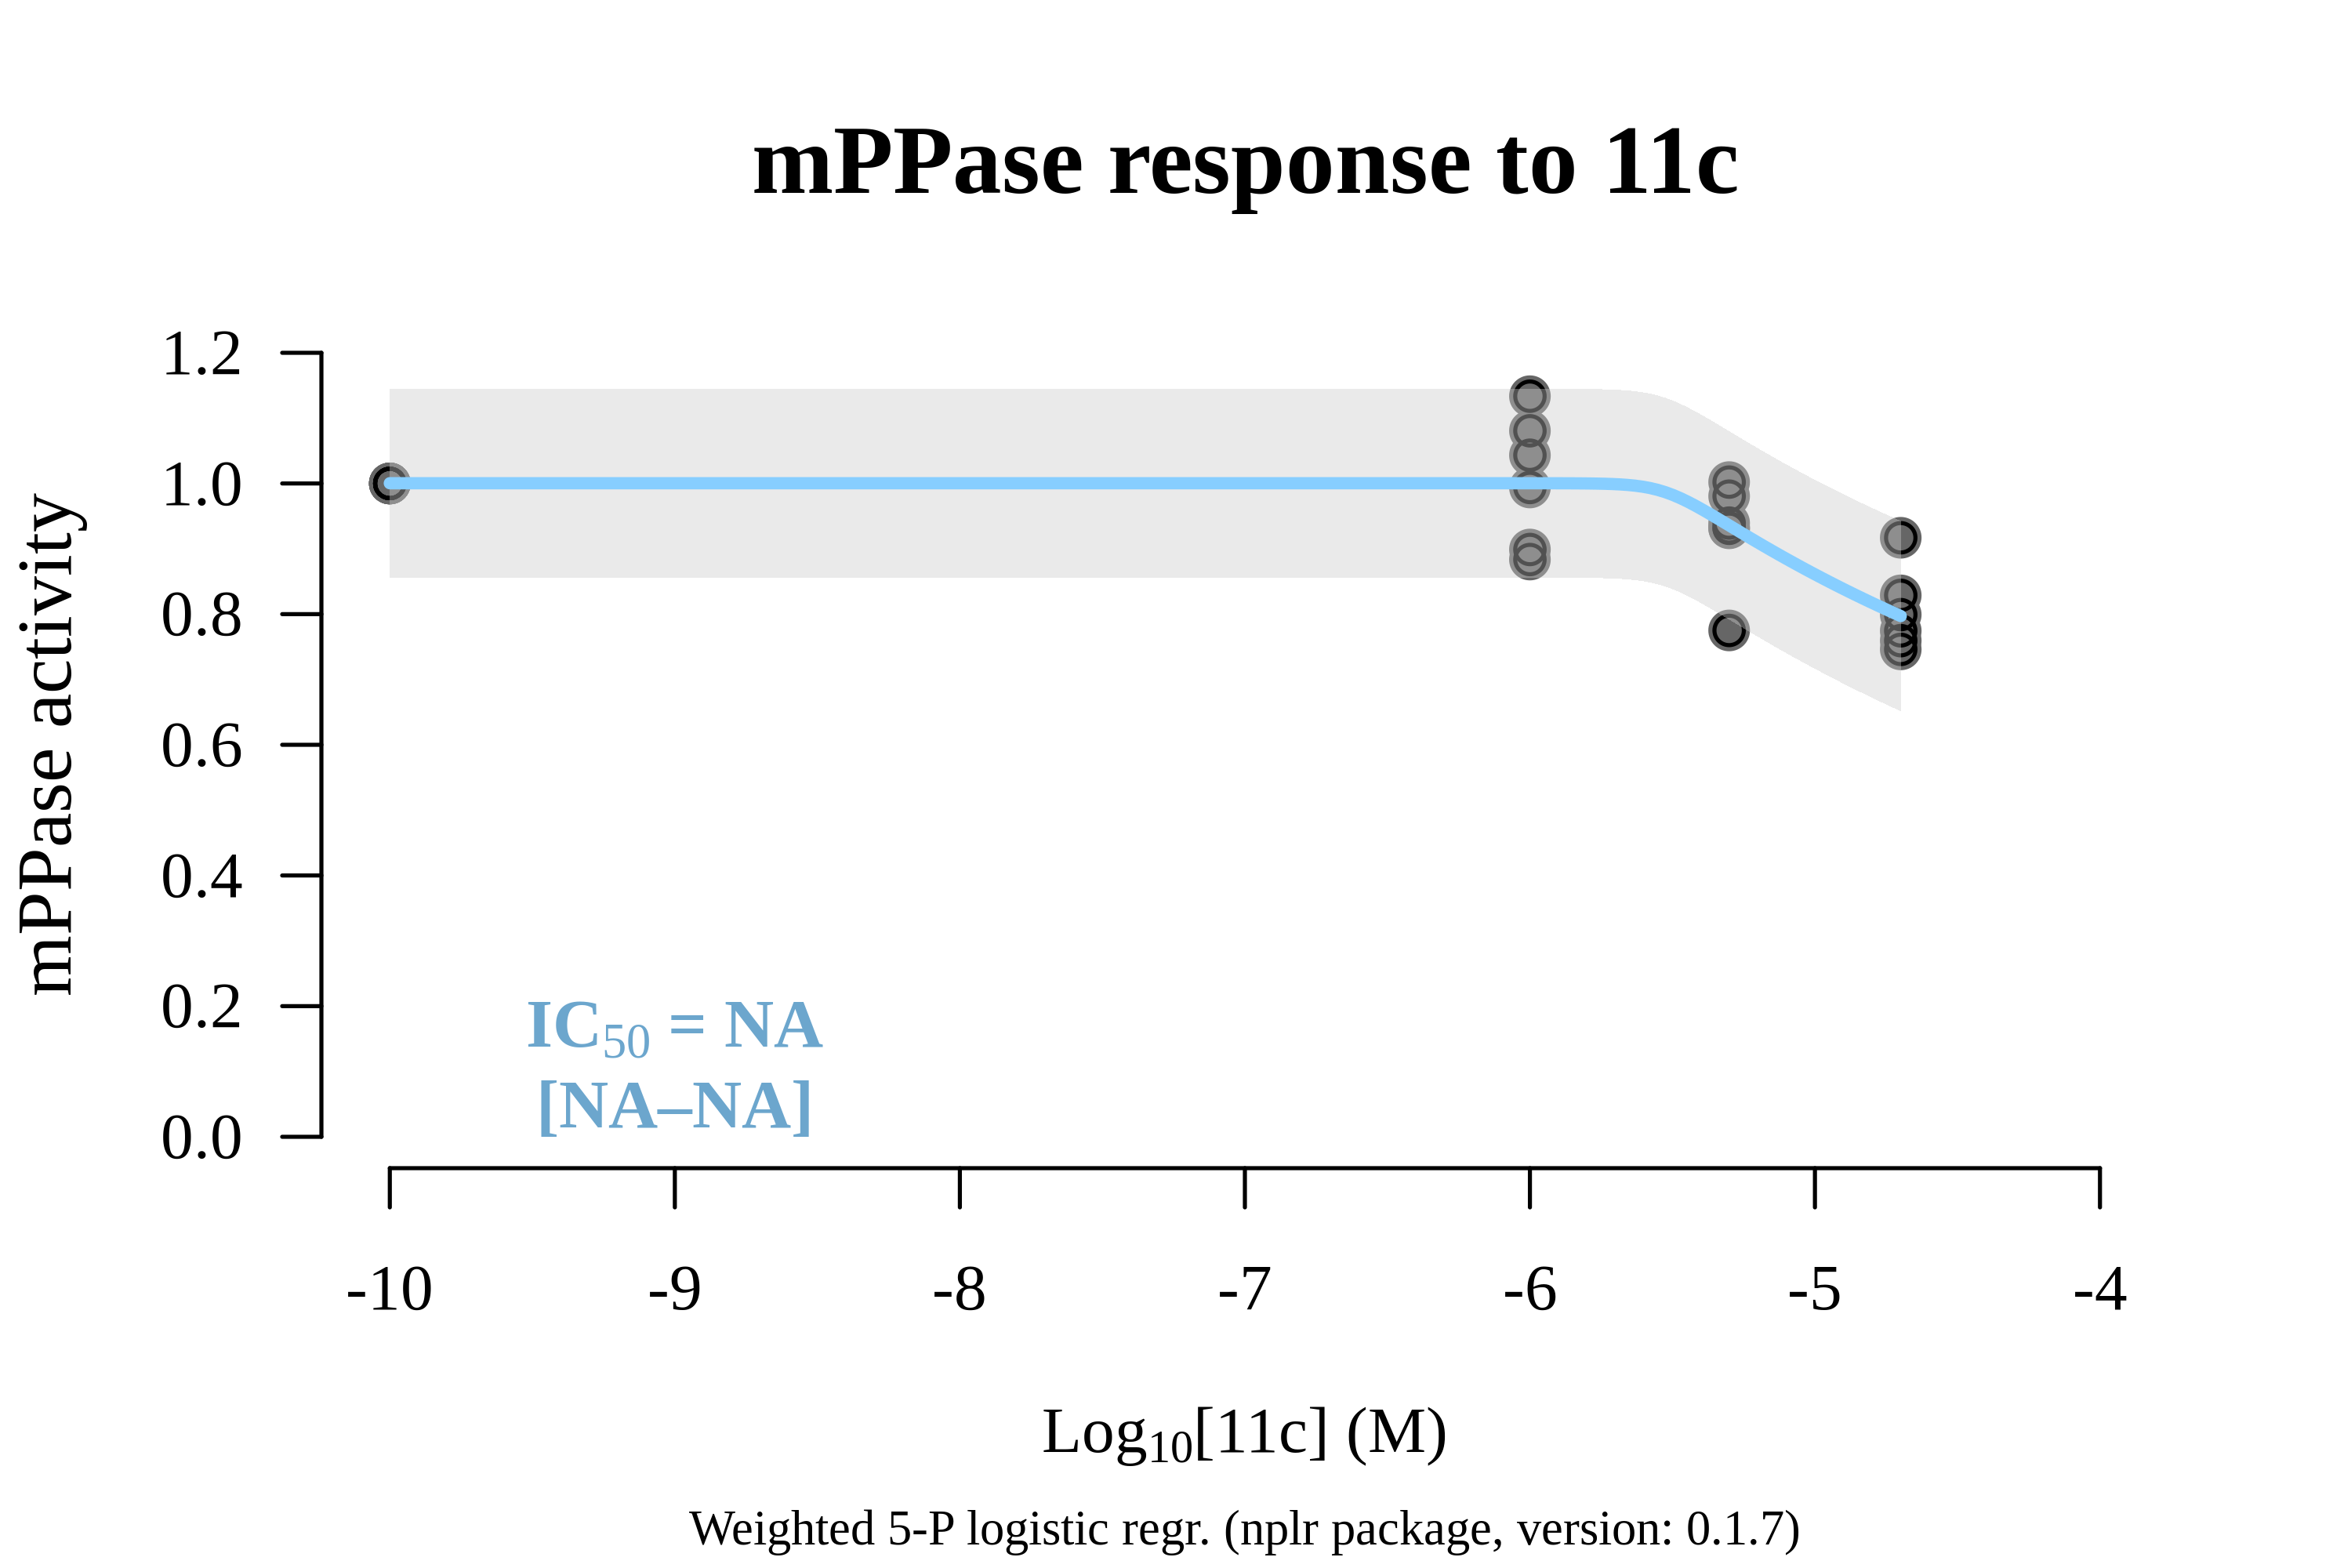 mPPase response to 11c
mPPase activity
1.2
1.0
0.8
0.6
0.4
0.2
0.0
IC50 = NA
[NA–NA]
-10 -9 -8 -7 -6 -5 -4
Log10[11c] (M)
Weighted 5-P logistic regr. (nplr package, version: 0.1.7)